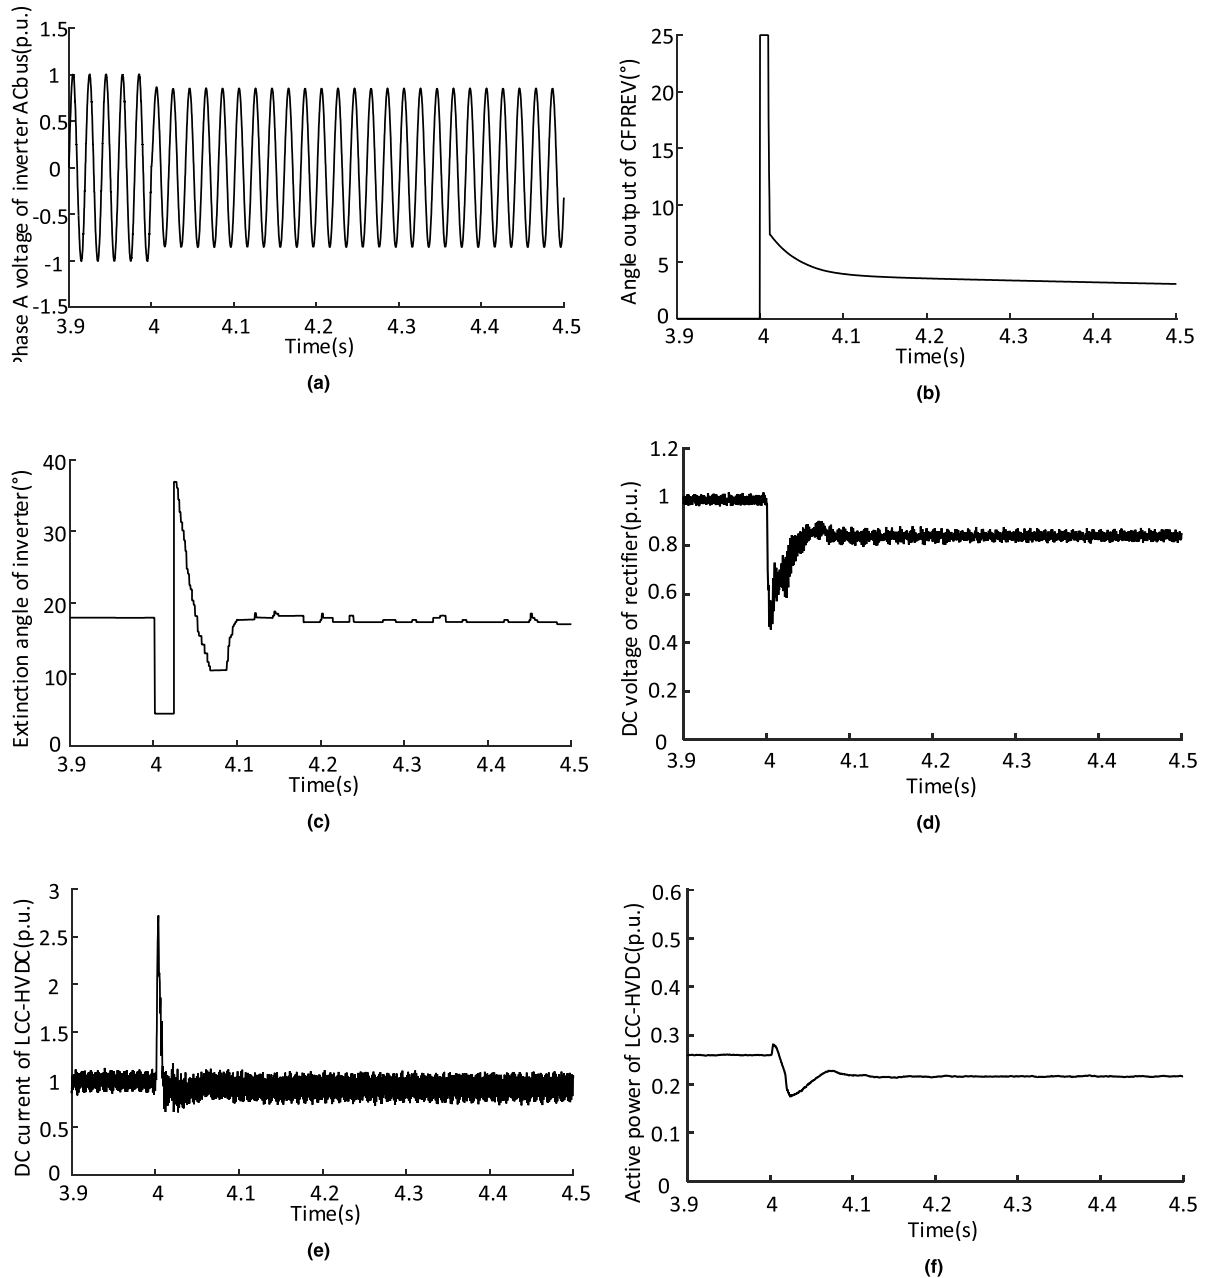 Phase A voltage of inverter ACbus(p.u.)
1.5
1
0.5
0
-0.5
-1
-1.5
3.9 4 4.1 4.2 4.3 4.4 4.5
Time(s)
(a)
Angle output of CFPREV(°)
25
20
15
10
5
0
3.9 4 4.1 4.2 4.3 4.4 4.5
Time(s)
(b)
Extinction angle of inverter(°)
40
30
20
10
0
3.9 4 4.1 4.2 4.3 4.4 4.5
Time(s)
(c)
DC voltage of rectifier(p.u.)
1.2
1
0.8
0.6
0.4
0.2
0
3.9 4 4.1 4.2 4.3 4.4 4.5
Time(s)
(d)
DC current of LCC-HVDC(p.u.)
3
2.5
2
1.5
1
0.5
0
3.9 4 4.1 4.2 4.3 4.4 4.5
Time(s)
(e)
Active power of LCC-HVDC(p.u.)
0.6
0.5
0.4
0.3
0.2
0.1
0
3.9 4 4.1 4.2 4.3 4.4 4.5
Time(s)
(f)